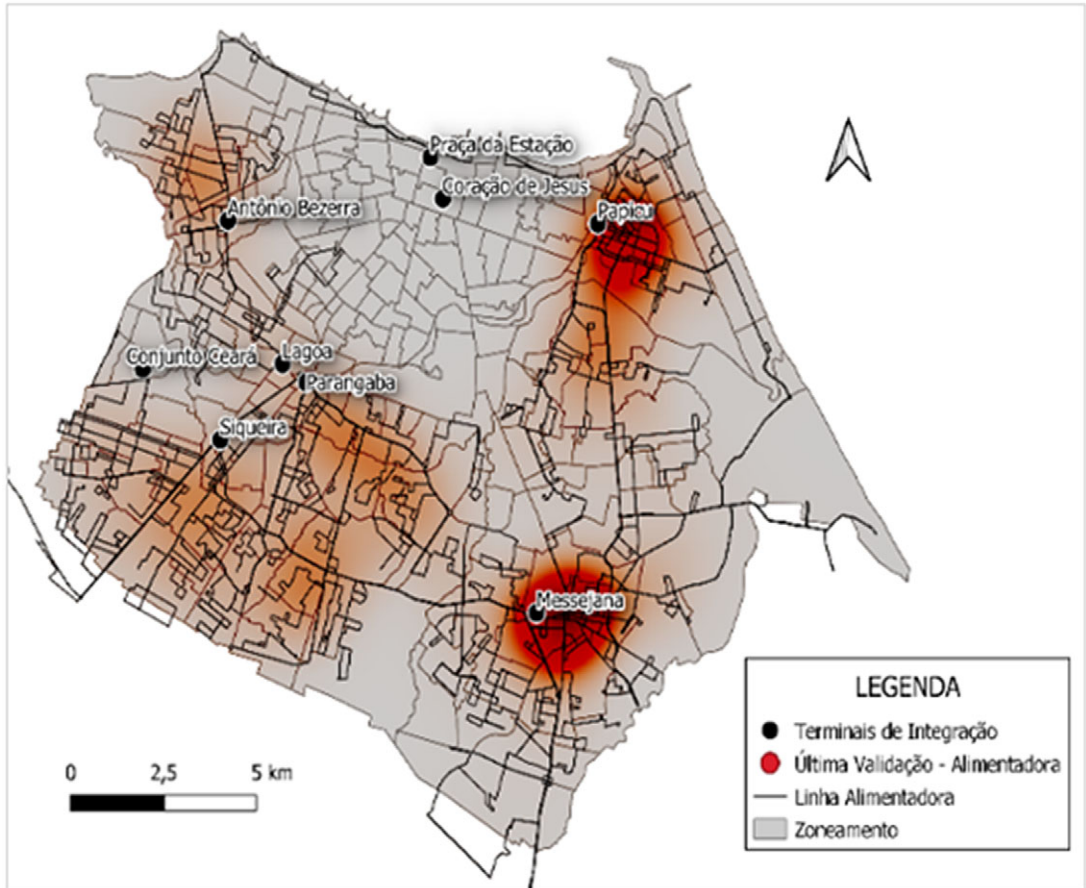 Praça da Estação
Coração de Jesus
Antônio Bezerra
Papicu
Conjunto Ceará
Lagoa
Parangaba
Siqueira
Messejana
LEGENDA
Terminais de Integração
Última Validação - Alimentadora
Linha Alimentadora
Zoneamento
0 2,5 5 km